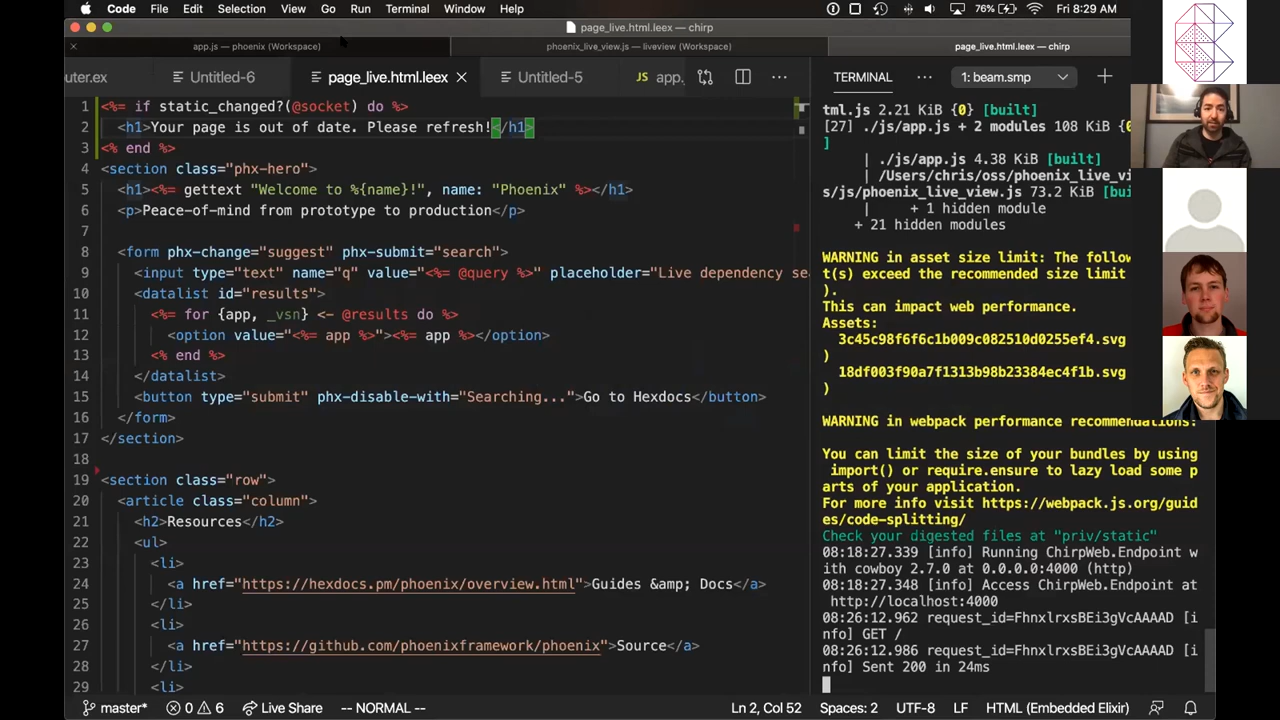 Code File Edit Selection View Go Run Terminal Window Help 76% Fri 8:29 AM
page_live.html.leex — chirp
app.js — phoenix (Workspace) phoenix_live_view.js — liveview (Workspace) page_live.html.leex — chirp
uter.ex Untitled-6 page_live.html.leex Untitled-5 JS app.
1 <%= if static_changed?(@socket) do %>
2 <h1>Your page is out of date. Please refresh!</h1>
3 <% end %>
4 <section class="phx-hero">
5 <h1><%= gettext "Welcome to %{name}!", name: "Phoenix" %></h1>
6 <p>Peace-of-mind from prototype to production</p>
7
8 <form phx-change="suggest" phx-submit="search">
9 <input type="text" name="q" value="<%= @query %>" placeholder="Live dependency se
10 <datalist id="results">
11 <%= for {app, _vsn} <- @results do %>
12 <option value="<%= app %>"><%= app %></option>
13 <% end %>
14 </datalist>
15 <button type="submit" phx-disable-with="Searching...">Go to Hexdocs</button>
16 </form>
17 </section>
18
19 <section class="row">
20 <article class="column">
21 <h2>Resources</h2>
22 <ul>
23 <li>
24 <a href="https://hexdocs.pm/phoenix/overview.html">Guides &amp; Docs</a>
25 </li>
26 <li>
27 <a href="https://github.com/phoenixframework/phoenix">Source</a>
28 </li>
29 <li>
TERMINAL 1: beam.smp
tml.js 2.21 KiB {0} [built]
[27] ./js/app.js + 2 modules 108 KiB {0
]
| ./js/app.js 4.38 KiB [built]
| /Users/chris/oss/phoenix_live_vi
s/js/phoenix_live_view.js 73.2 KiB [bui
| + 1 hidden module
+ 21 hidden modules
WARNING in asset size limit: The follow
t(s) exceed the recommended size limit
).
This can impact web performance.
Assets:
3c45c98f6f6c1b009c082510d0255ef4.svg
)
18df003f90a7f1313b98b23384ec4f1b.svg
)
WARNING in webpack performance recommendations:
You can limit the size of your bundles by using
import() or require.ensure to lazy load some p
arts of your application.
For more info visit https://webpack.js.org/guid
es/code-splitting/
Check your digested files at "priv/static"
08:18:27.339 [info] Running ChirpWeb.Endpoint w
ith cowboy 2.7.0 at 0.0.0.0:4000 (http)
08:18:27.348 [info] Access ChirpWeb.Endpoint at
http://localhost:4000
08:26:12.962 request_id=FhnxlrxsBEi3gVcAAAAD [i
nfo] GET /
08:26:12.986 request_id=FhnxlrxsBEi3gVcAAAAD [i
nfo] Sent 200 in 24ms
master* 0 6 Live Share -- NORMAL -- Ln 2, Col 52 Spaces: 2 UTF-8 LF HTML (Embedded Elixir)